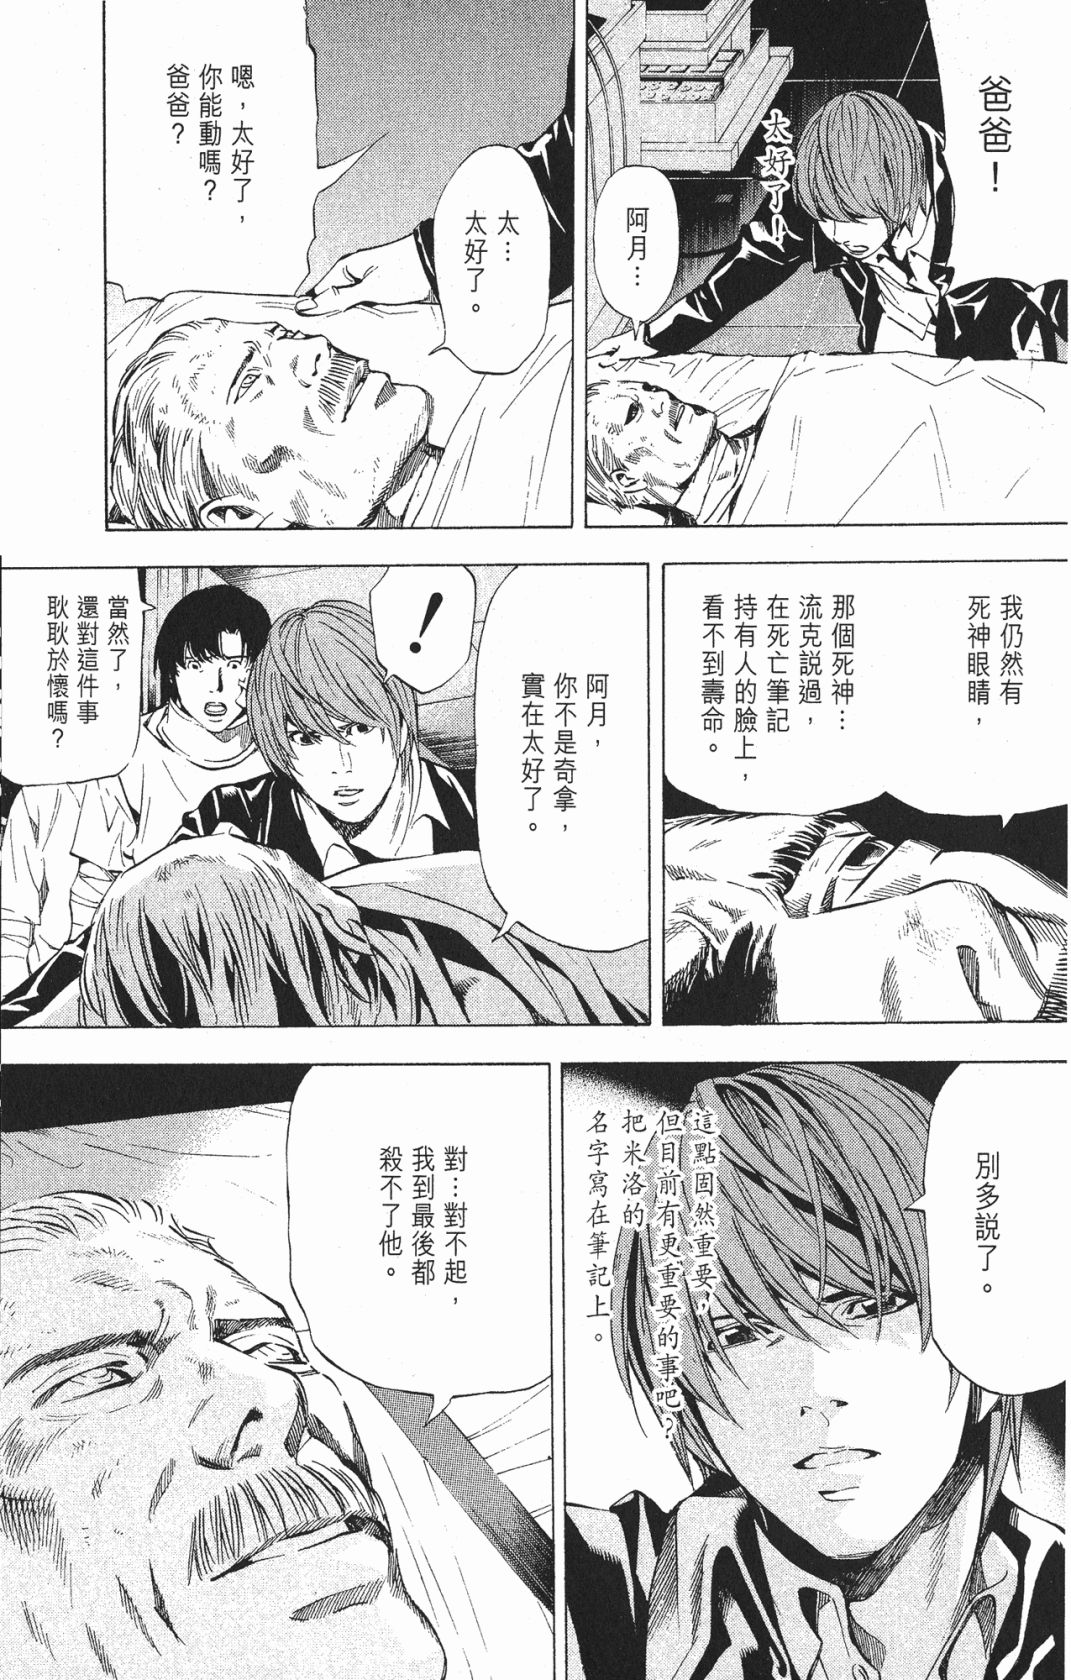 爸爸！
太好了！
阿月…
太…
太好了。
嗯，太好了，
你能動嗎？
爸爸？
我仍然有
死神眼睛，
那個死神…
流克説過，
在死亡筆記
持有人的臉上，
看不到壽命。
阿月，
你不是奇拿，
實在太好了。
！
當然了，
還對這件事
耿耿於懷嗎？
別多説了。
這點固然重要，
但目前有更重要的事吧？
把米洛的
名字寫在筆記上。
對…對不起，
我到最後都
殺不了他。